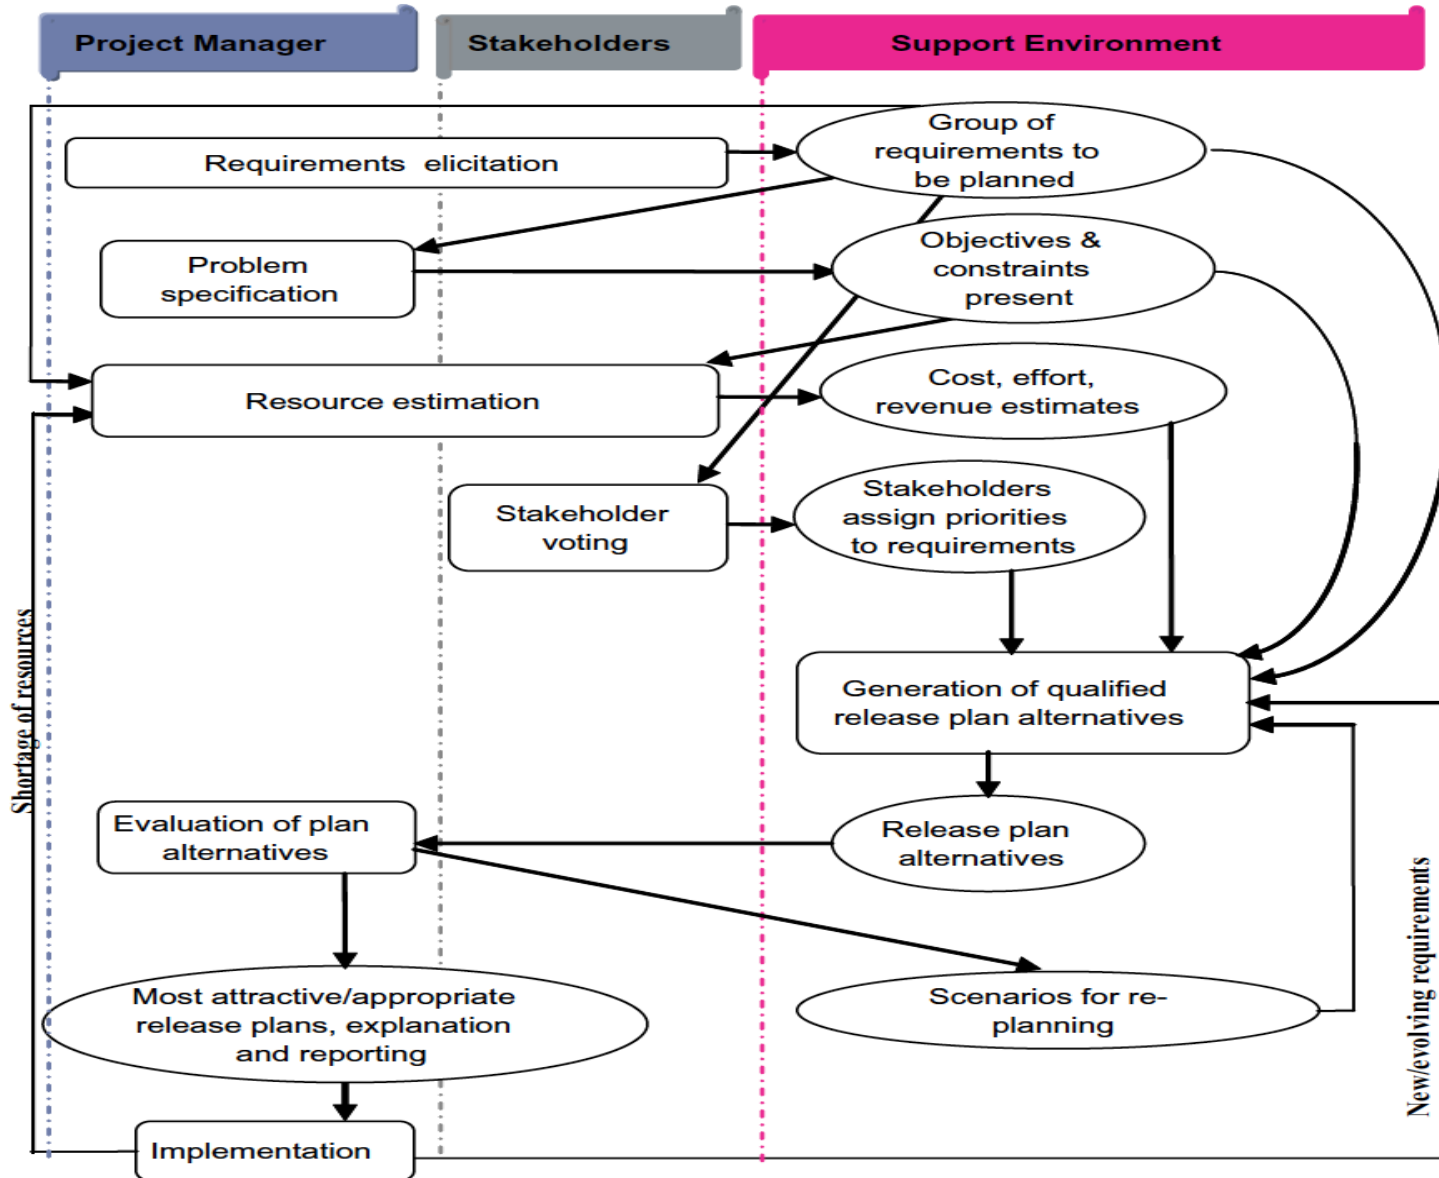 Project Manager
Stakeholders
Support Environment
Group of
requirements to
be planned
Requirements elicitation
Objectives &
constraints
present
Problem
specification
Cost, effort,
revenue estimates
Resource estimation
Stakeholders
assign priorities
to requirements
Stakeholder
voting
Shortage of resources
Generation of qualified
release plan alternatives
Evaluation of plan
alternatives
Release plan
alternatives
New/evolving requirements
Most attractive/appropriate
release plans, explanation
and reporting
Scenarios for re-
planning
Implementation